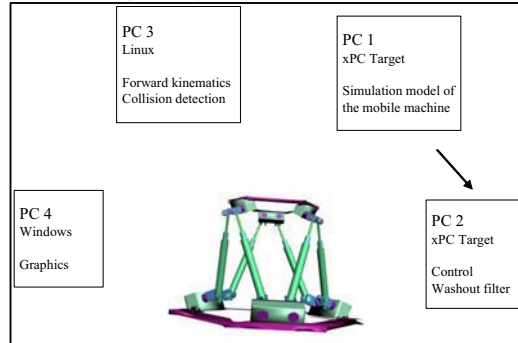 PC 3
Linux
Forward kinematics
Collision detection
PC 1
xPC Target
Simulation model of
the mobile machine
PC 4
Windows
Graphics
PC 2
xPC Target
Control
Washout filter